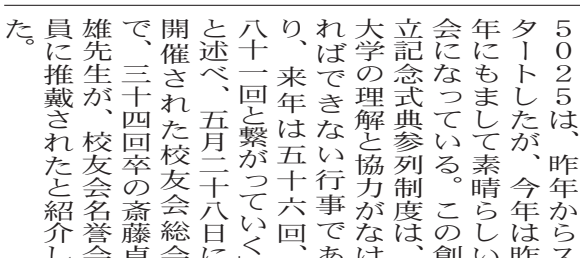 ５０２５は、昨年からス
タートしたが、今年は昨
年にもまして素晴らしい
会になっている。この創
立記念式典参列制度は、
大学の理解と協力がなけ
ればできない行事であ
り、来年は五十六回、
八十一回と繋がっていく
と述べ、五月二十八日に
開催された校友会総会
で、三十四回卒の斎藤貞
雄先生が、校友会名誉会
員に推戴されたと紹介し
た。